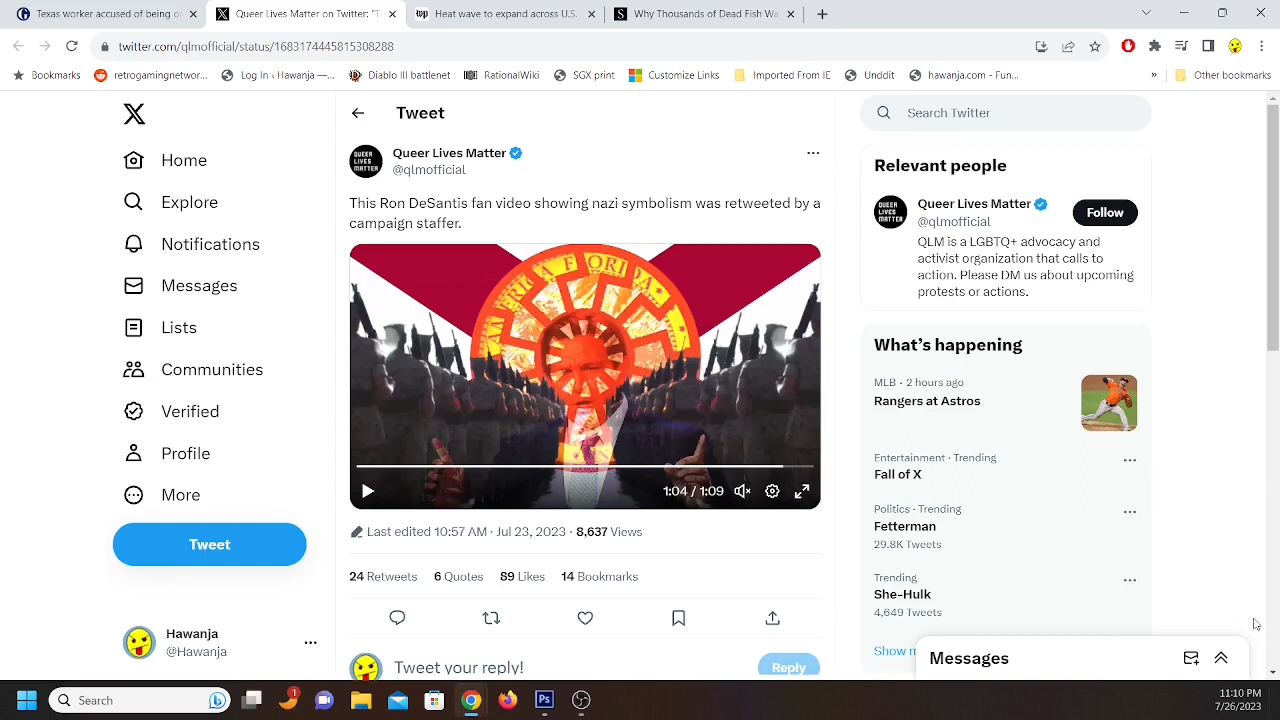 Texas worker accused of being o
Queer Lives Matter on Twitter: "T
Heat wave to expand across U.S.
Why Thousands of Dead Fish Wa
twitter.com/qlmofficial/status/1683174445815308288
Bookmarks
retrogamingnetwor...
Log In ‹ Hawanja —...
Diablo III battlenet
RationalWiki
SGX print
Customize Links
Imported From IE
Unddit
hawanja.com - Fun...
»
Other bookmarks
Home
Explore
Notifications
Messages
Lists
Communities
Verified
Profile
More
Tweet
Hawanja
@Hawanja
Tweet
QUEER
LIVES
MATTER
Queer Lives Matter
@qlmofficial
This Ron DeSantis fan video showing nazi symbolism was retweeted by a
campaign staffer.
1:04 / 1:09
Last edited 10:57 AM · Jul 23, 2023 · 8,637 Views
24 Retweets 6 Quotes 89 Likes 14 Bookmarks
Tweet your reply!
Reply
Search Twitter
Relevant people
QUEER
LIVES
MATTER
Queer Lives Matter
@qlmofficial
Follow
QLM is a LGBTQ+ advocacy and
activist organization that calls to
action. Please DM us about upcoming
protests or actions.
What's happening
MLB · 2 hours ago
Rangers at Astros
Entertainment · Trending
Fall of X
Politics · Trending
Fetterman
29.8K Tweets
Trending
She-Hulk
4,649 Tweets
Show m
Messages
Search
1
Ps
11:10 PM
7/26/2023